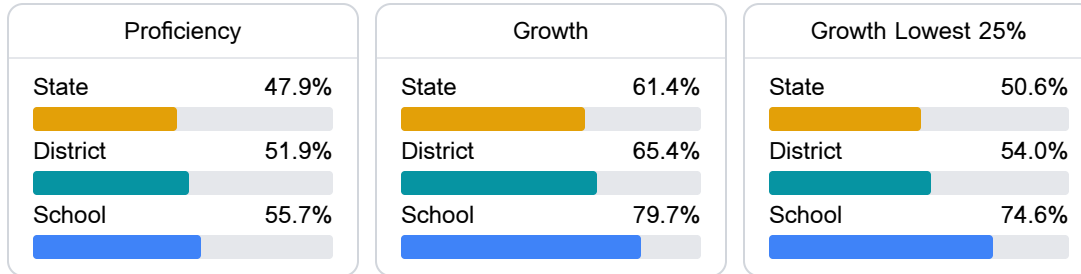 Proficiency
State 47.9%
District 51.9%
School 55.7%
Growth
State 61.4%
District 65.4%
School 79.7%
Growth Lowest 25%
State 50.6%
District 54.0%
School 74.6%